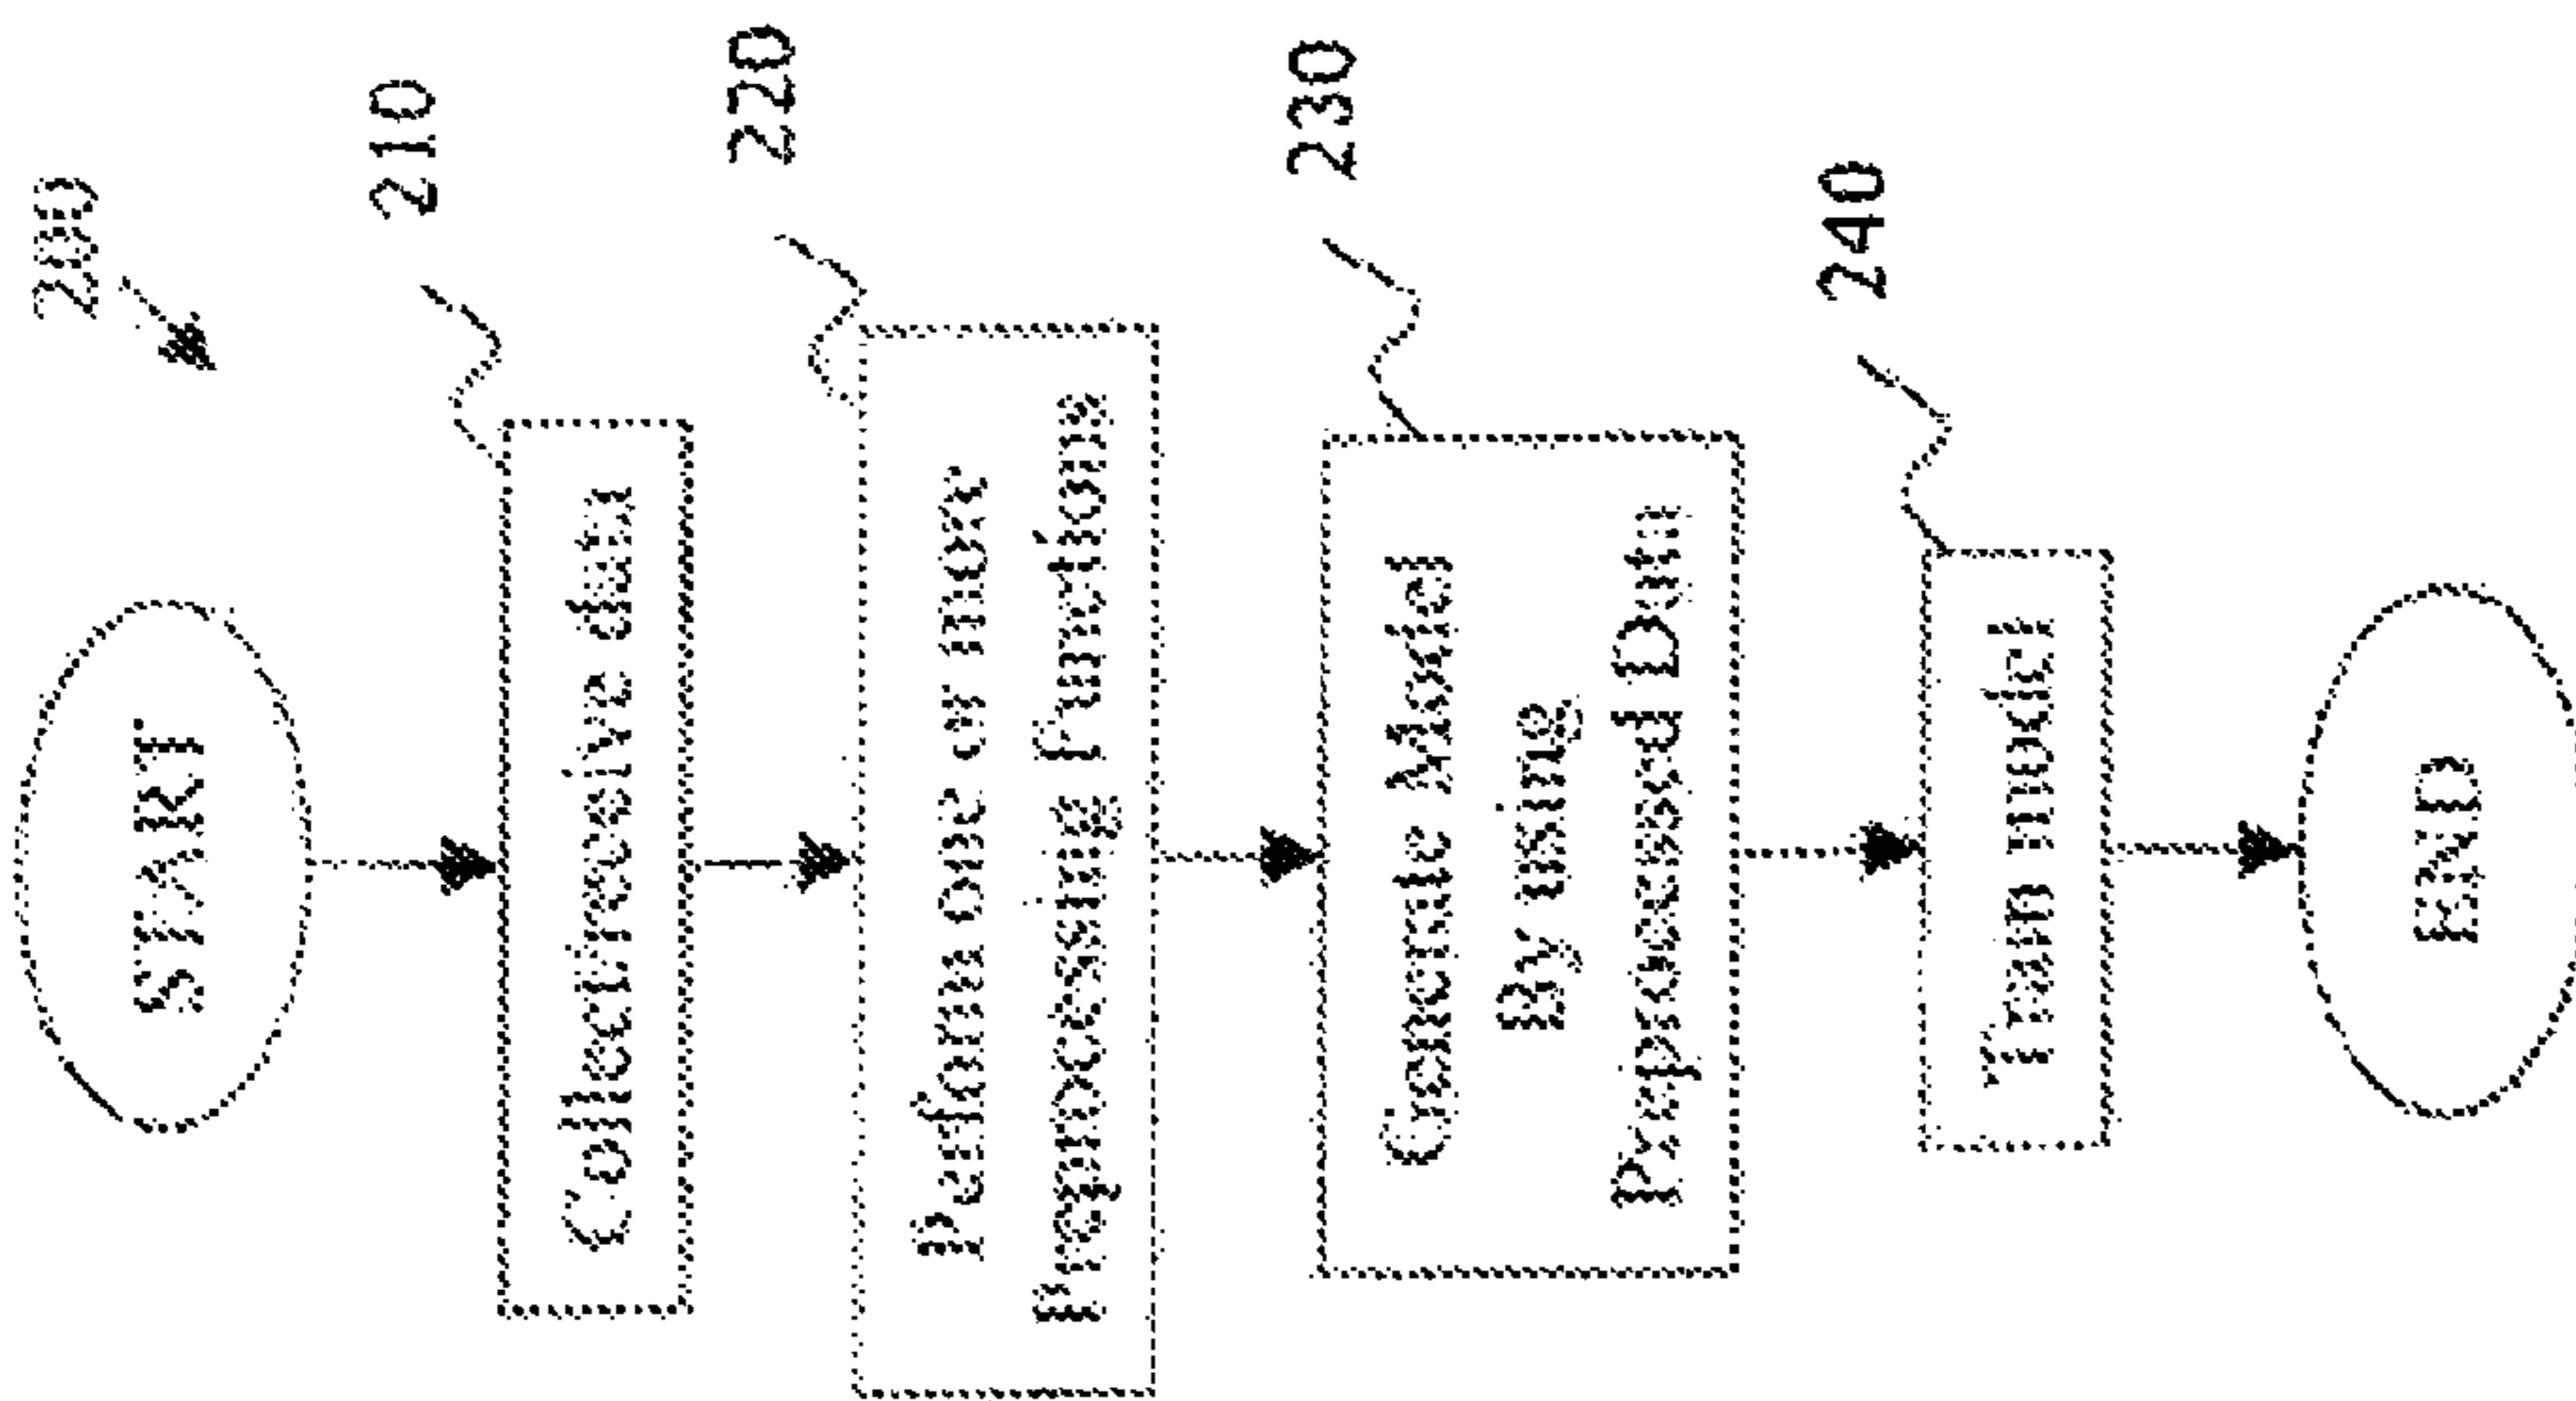 200
START
210
Collect/receive data
220
Perform one or more
Preprocessing functions
230
Generate Model
By using
Preprocessed Data
240
Train model
END